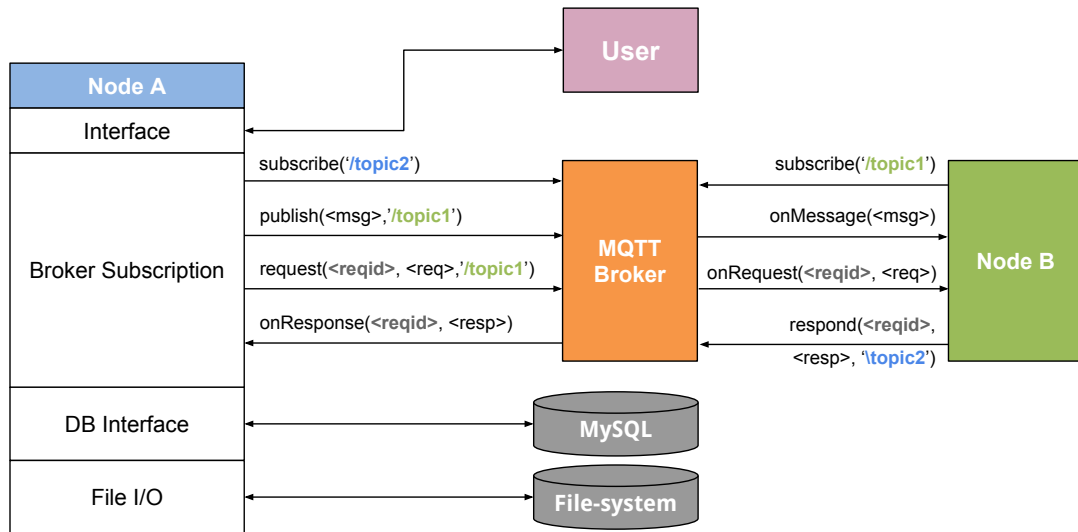 User
Node A
Interface
subscribe(‘/topic2’)
subscribe(‘/topic1’)
publish(<msg>,’/topic1’)
onMessage(<msg>)
MQTT
Broker
Node B
Broker Subscription
request(<reqid>, <req>,’/topic1’)
onRequest(<reqid>, <req>)
onResponse(<reqid>, <resp>)
respond(<reqid>,
<resp>, ‘\topic2’)
DB Interface
MySQL
File I/O
File-system